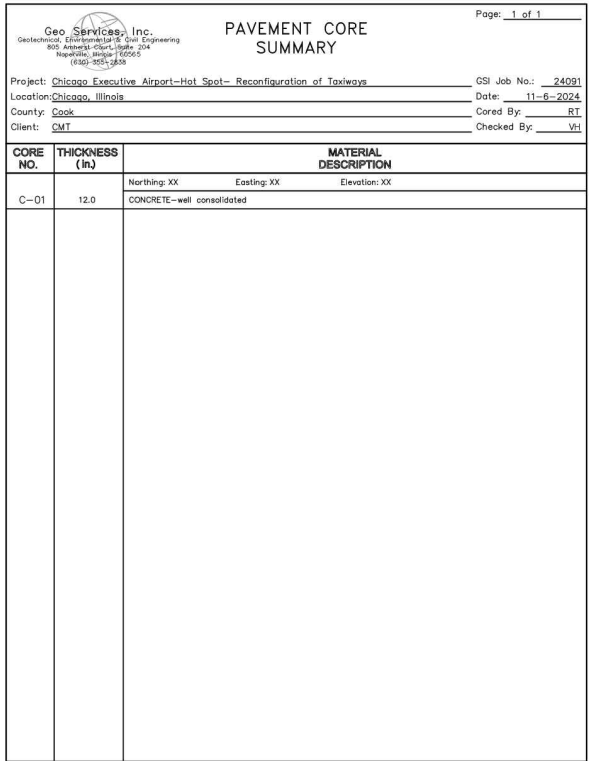 Page: 1 of 1
Geo Services, Inc.
Geotechnical, Environmental & Civil Engineering
805 Amherst Court, Suite 204
Naperville, Illinois 60565
(630) 355-2838
PAVEMENT CORE
SUMMARY
Project: Chicago Executive Airport-Hot Spot- Reconfiguration of Taxiways
GSI Job No.: 24091
Location: Chicago, Illinois
Date: 11-6-2024
County: Cook
Cored By: RT
Client: CMT
Checked By: VH
CORE NO.
THICKNESS (in.)
MATERIAL DESCRIPTION
Northing: XX Easting: XX Elevation: XX
C-01 12.0 CONCRETE-well consolidated